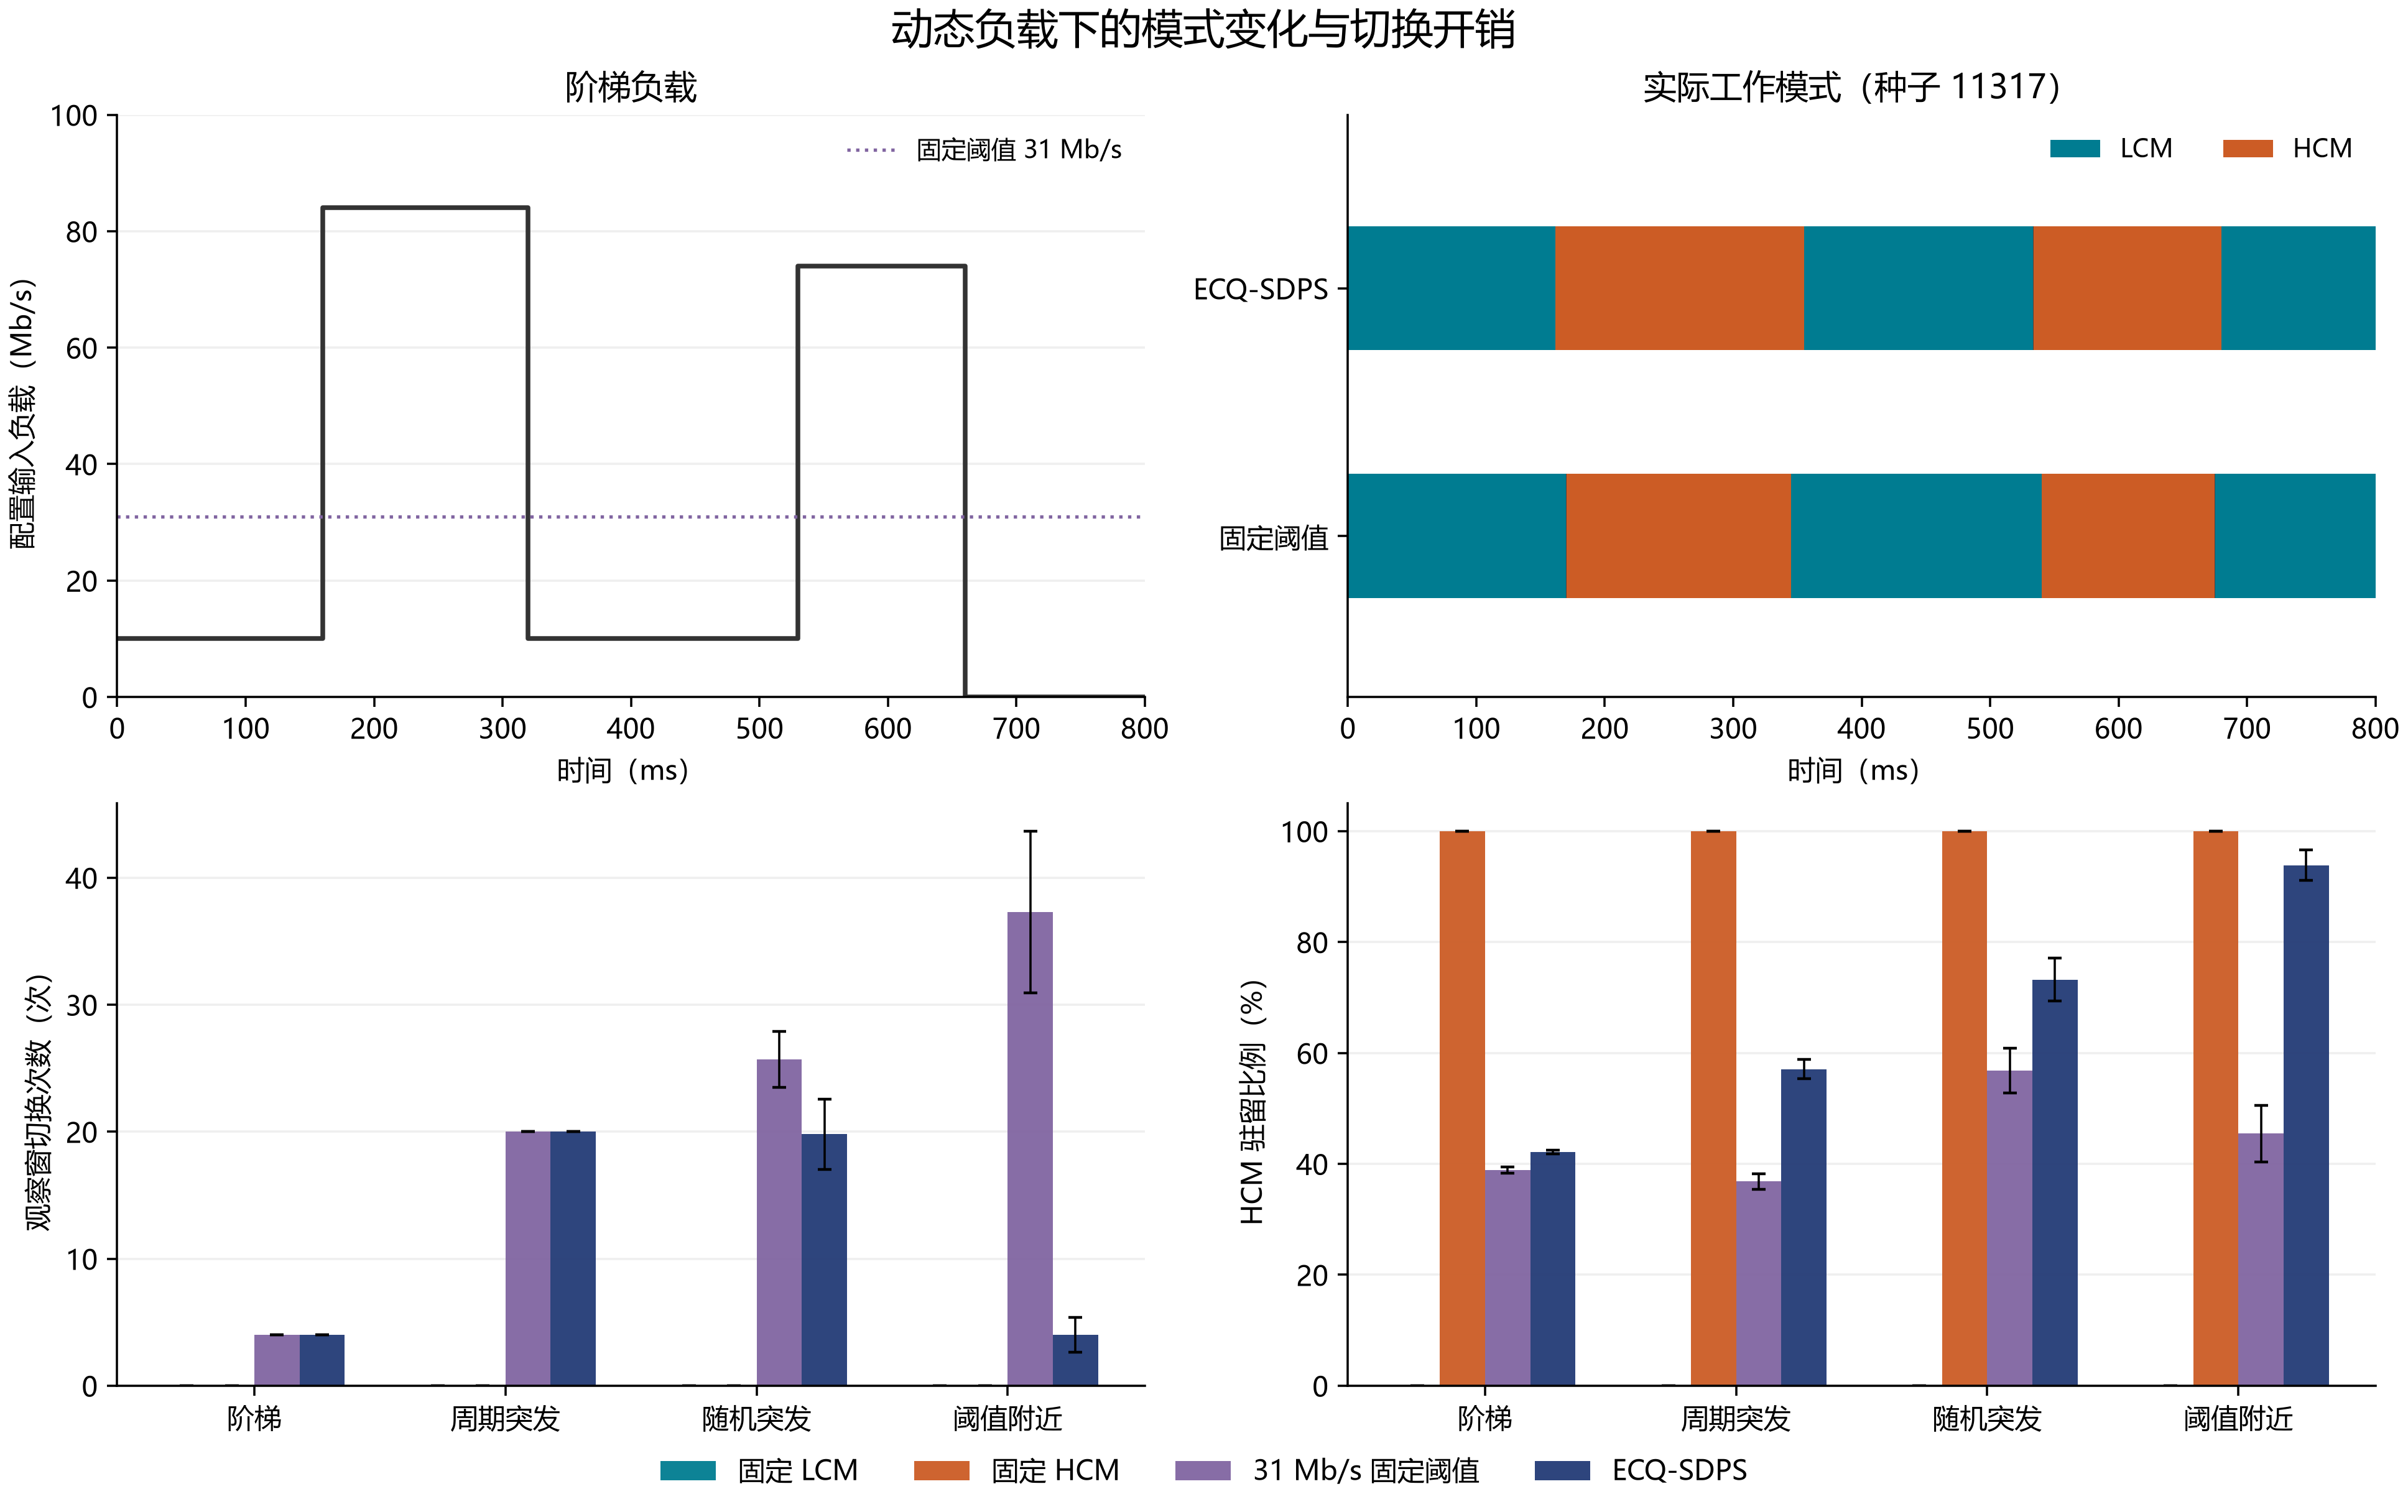 动态负载下的模式变化与切换开销
阶梯负载
100
80
60
40
20
0
配置输入负载（Mb/s）
固定阈值 31 Mb/s
0 100 200 300 400 500 600 700 800
时间（ms）
实际工作模式（种子 11317）
LCM HCM
ECQ-SDPS
固定阈值
0 100 200 300 400 500 600 700 800
时间（ms）
观察窗切换次数（次）
40
30
20
10
0
阶梯 周期突发 随机突发 阈值附近
HCM 驻留比例（%）
100
80
60
40
20
0
阶梯 周期突发 随机突发 阈值附近
固定 LCM 固定 HCM 31 Mb/s 固定阈值 ECQ-SDPS